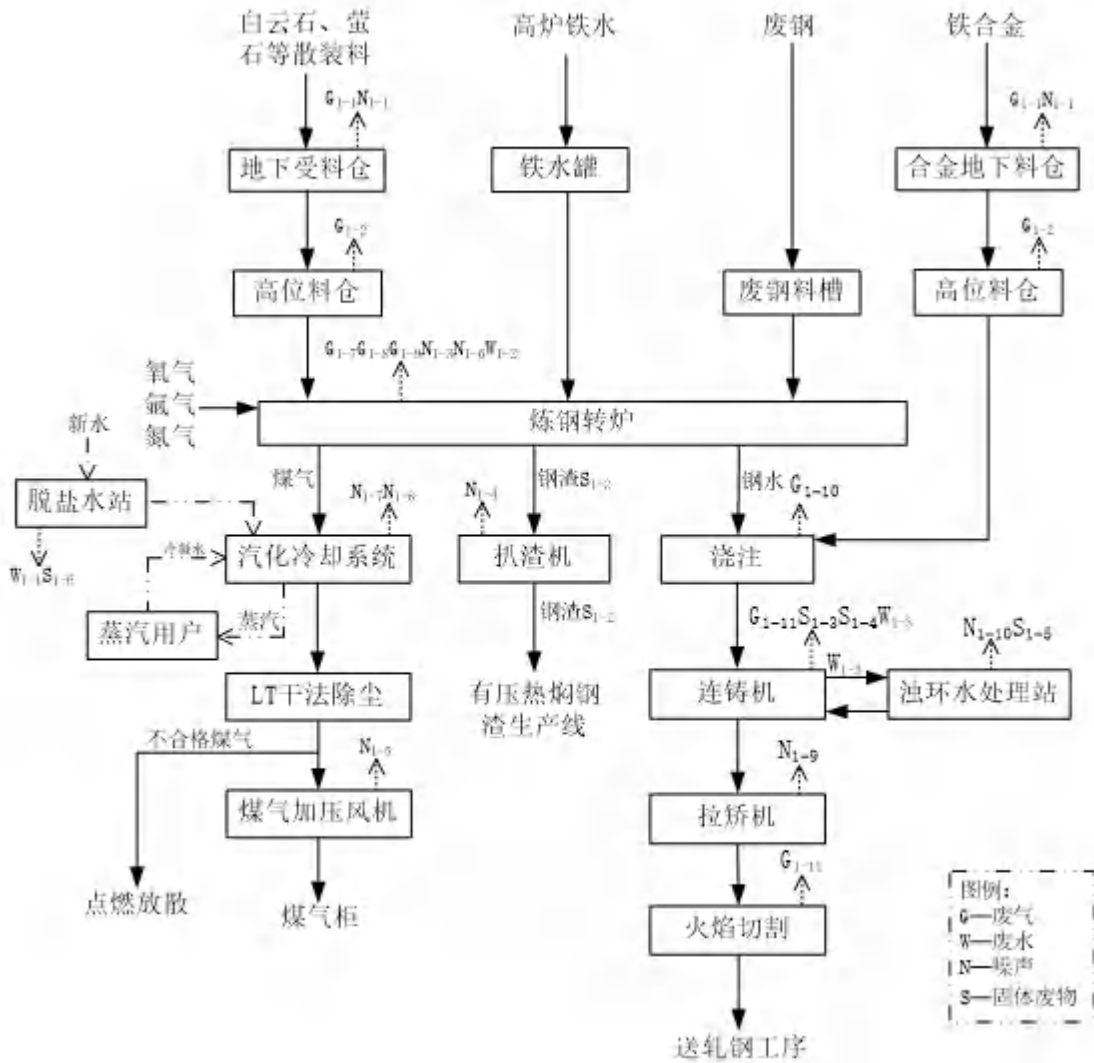 白云石、萤
石等散装料
高炉铁水
废钢
铁合金
G₁₋₁N₁₋₁
G₁₋₁N₁₋₁
地下受料仓
铁水罐
合金地下料仓
G₁₋₂
G₁₋₂
高位料仓
废钢料槽
高位料仓
G₁₋₇G₁₋₈G₁₋₉N₁₋₃N₁₋₆W₁₋₂
氧气
氩气
氮气
炼钢转炉
新水
煤气
钢渣S₁₋₂
钢水
G₁₋₁₀
脱盐水站
N₁₋₇N₁₋₈
N₁₋₄
冷凝水
汽化冷却系统
扒渣机
浇注
W₁₋₁S₁₋₆
蒸汽
钢渣S₁₋₂
蒸汽用户
G₁₋₁₁S₁₋₃S₁₋₄W₁₋₃
N₁₋₁₀S₁₋₅
W₁₋₃
LT干法除尘
有压热焖钢
渣生产线
连铸机
浊环水处理站
不合格煤气
N₁₋₅
N₁₋₉
煤气加压风机
拉矫机
G₁₋₁₁
点燃放散
煤气柜
火焰切割
送轧钢工序
图例:
G—废气
W—废水
N—噪声
S—固体废物